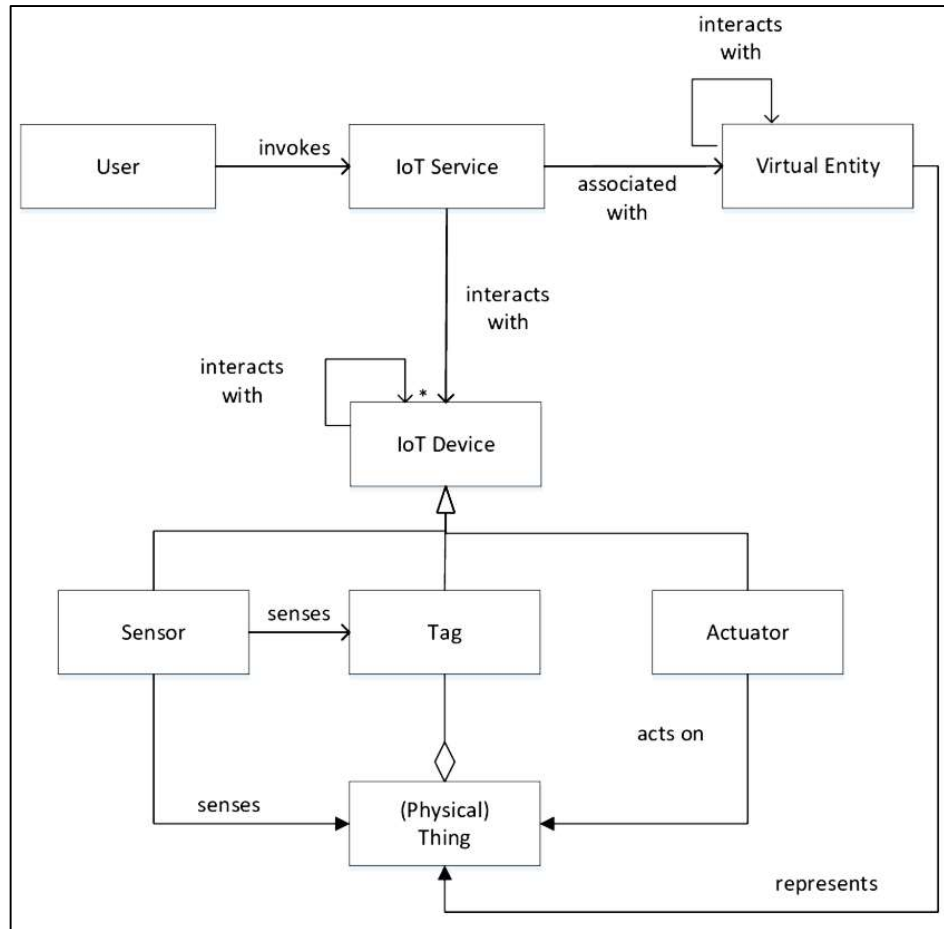 interacts
with
User
invokes
IoT Service
associated
with
Virtual Entity
interacts
with
interacts
with
*
IoT Device
Sensor
senses
Tag
Actuator
acts on
senses
(Physical)
Thing
represents